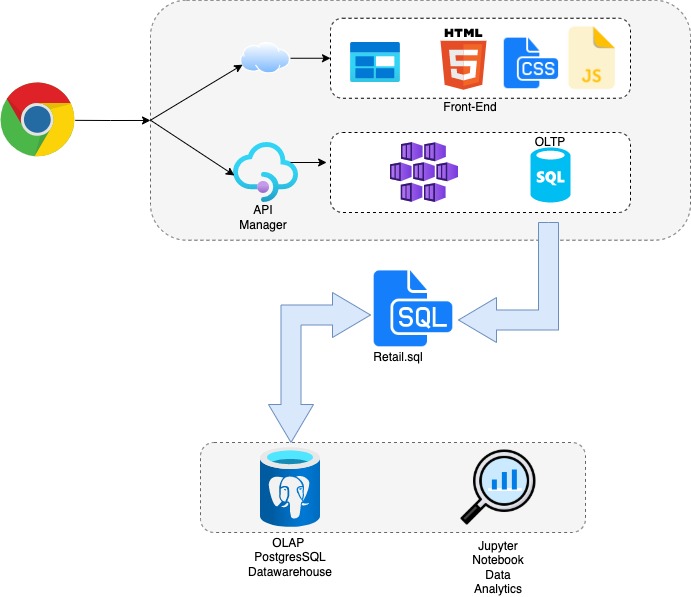 HTML
CSS
JS
Front-End
OLTP
SQL
API
Manager
SQL
Retail.sql
OLAP
PostgresSQL
Datawarehouse
Jupyter
Notebook
Data
Analytics